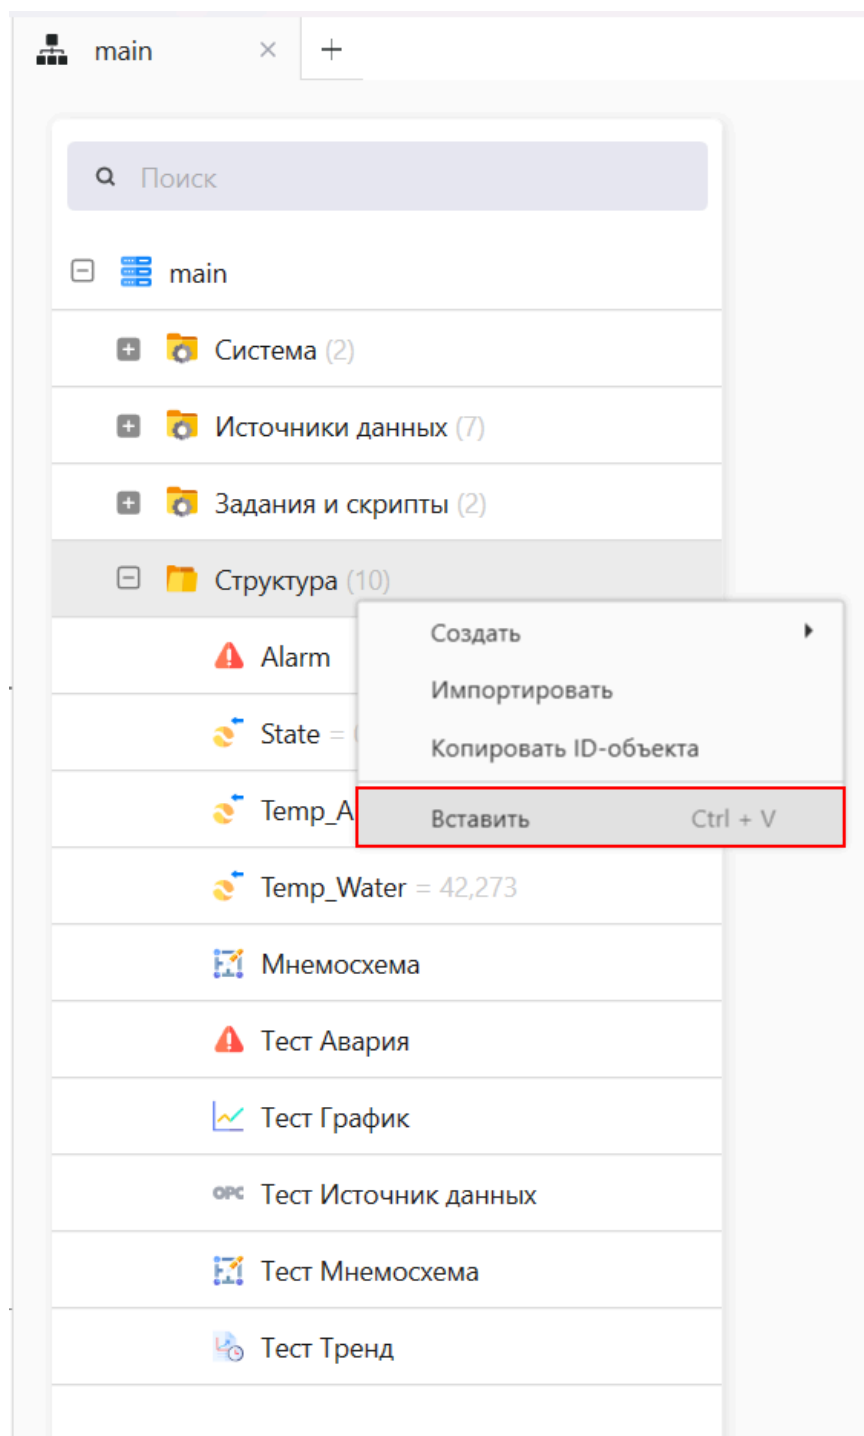 main
Поиск
main
Система (2)
Источники данных (7)
Задания и скрипты (2)
Структура (10)
Создать
Alarm
Импортировать
State =
Копировать ID-объекта
Temp_A
Вставить Ctrl + V
Temp_Water = 42,273
Мнемосхема
Тест Авария
Тест График
OPC Тест Источник данных
Тест Мнемосхема
Тест Тренд